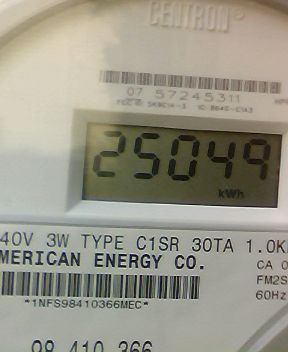 CENTRON®
07 57245311
25049
kWh
40V 3W TYPE C1SR 30TA 1.0K
MERICAN ENERGY CO.
CA 0
FM2S
*1NFS98410366MEC*
60Hz
98 410 366